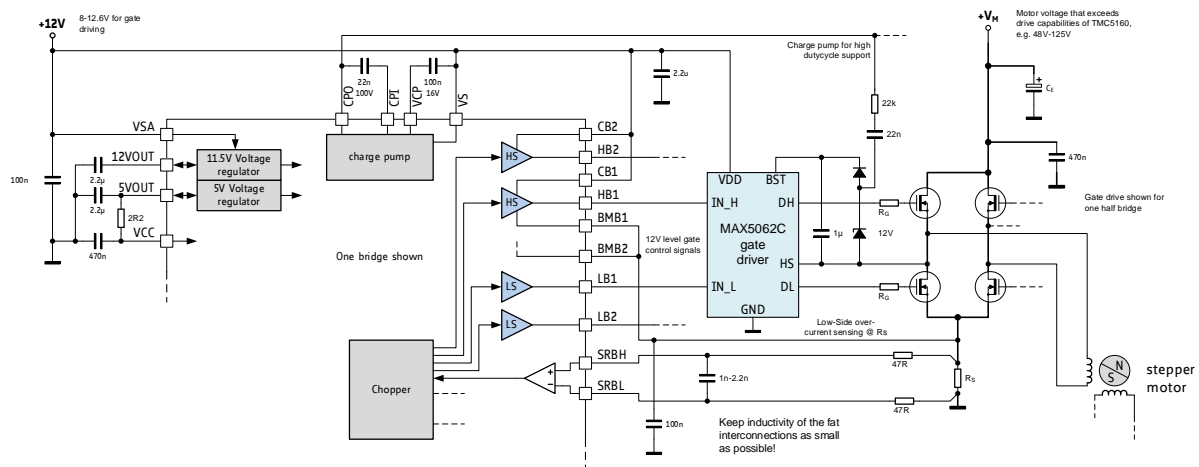 +12V
8-12.6V for gate
driving
+VM
Motor voltage that exceeds
drive capabilities of TMC5160,
e.g. 48V-125V
Charge pump for high
dutycycle support
22n
100V
100n
16V
CPO
CPI
VCP
VS
2.2u
22k
22n
CE
470n
VSA
12VOUT
5VOUT
VCC
100n
2.2µ
2.2µ
2R2
470n
11.5V Voltage
regulator
5V Voltage
regulator
charge pump
HS
HS
LS
LS
CB2
HB2
CB1
HB1
BMB1
BMB2
LB1
LB2
SRBH
SRBL
One bridge shown
12V level gate
control signals
VDD
BST
IN_H
DH
MAX5062C
gate
driver
HS
IN_L
DL
GND
1µ
12V
RG
RG
Gate drive shown for
one half bridge
Low-Side over-
current sensing @ Rs
Chopper
+
−
1n-2.2n
47R
47R
RS
100n
Keep inductivity of the fat
interconnections as small
as possible!
N
S
stepper
motor